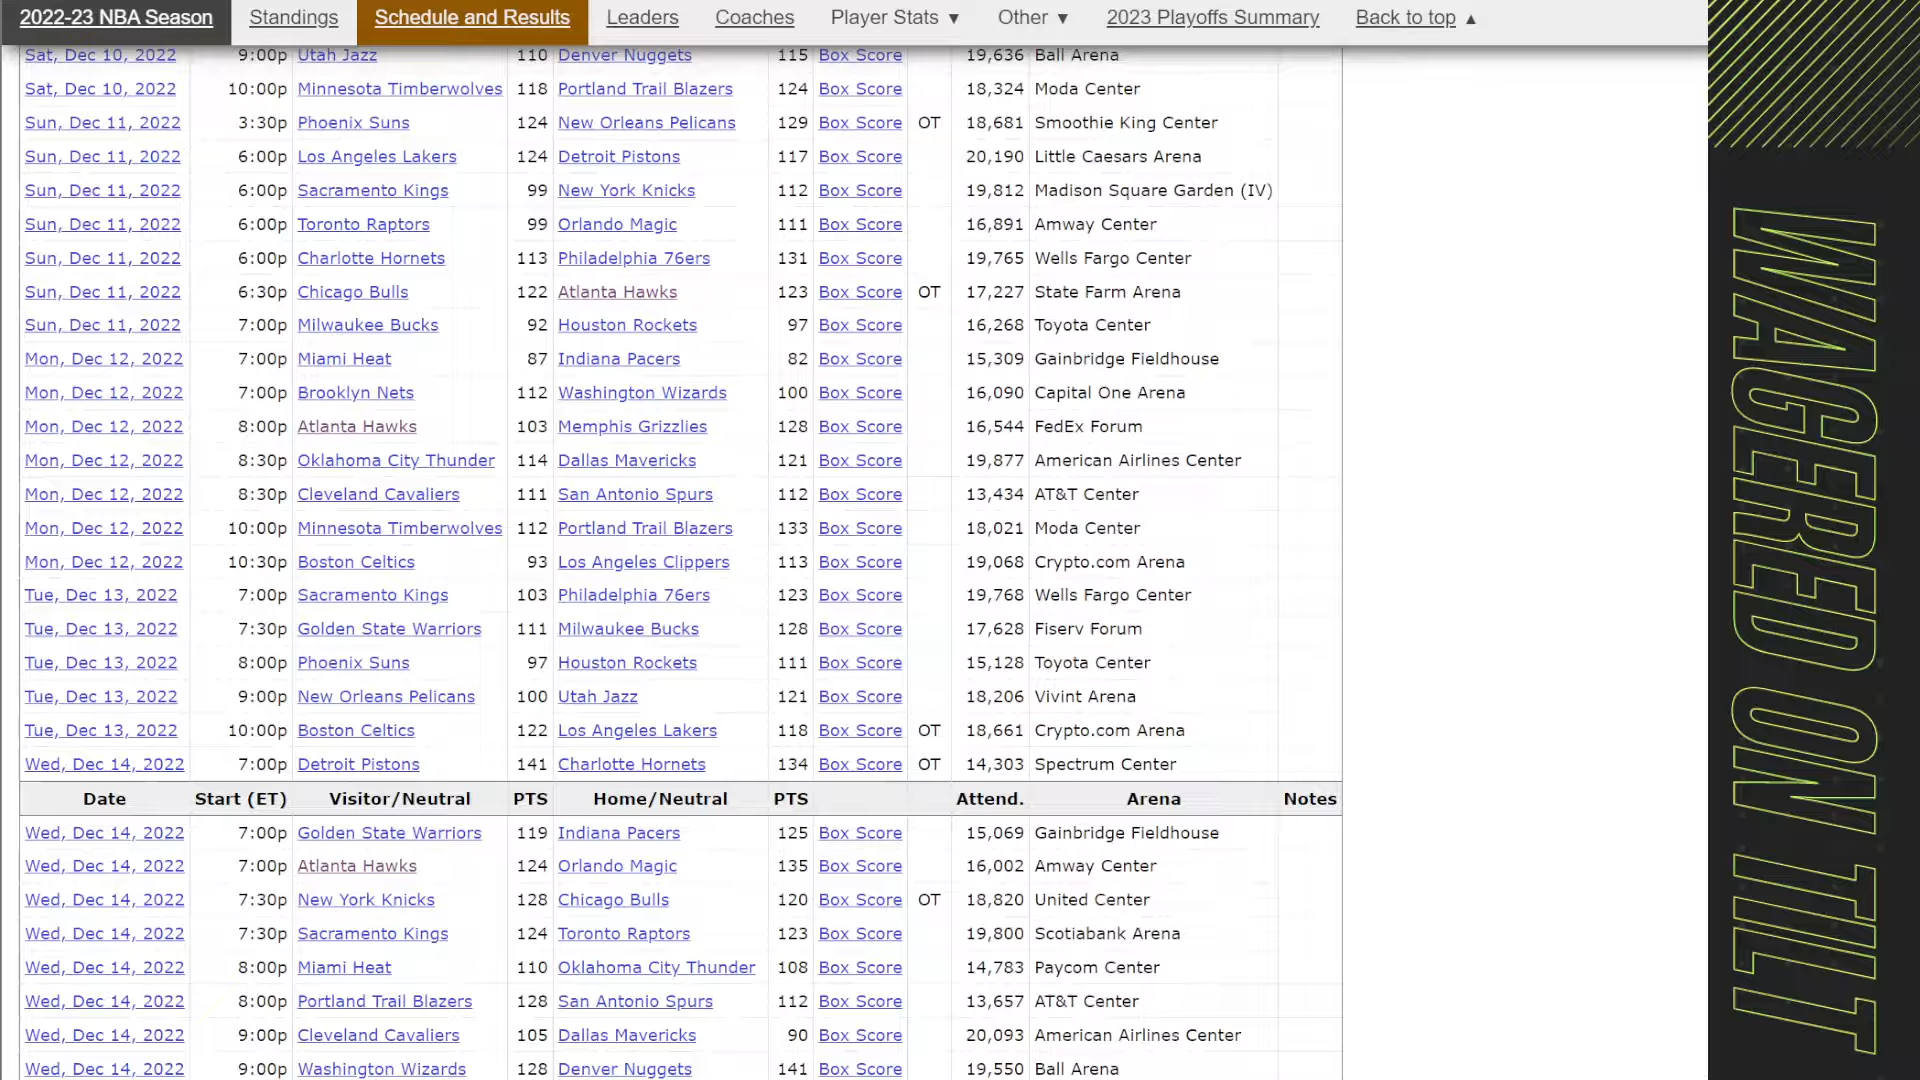 2022-23 NBA Season Standings Schedule and Results Leaders Coaches Player Stats ▼ Other ▼ 2023 Playoffs Summary Back to top ▲
Sat, Dec 10, 2022 9:00p Utah Jazz 110 Denver Nuggets 115 Box Score 19,636 Ball Arena
Sat, Dec 10, 2022 10:00p Minnesota Timberwolves 118 Portland Trail Blazers 124 Box Score 18,324 Moda Center
Sun, Dec 11, 2022 3:30p Phoenix Suns 124 New Orleans Pelicans 129 Box Score OT 18,681 Smoothie King Center
Sun, Dec 11, 2022 6:00p Los Angeles Lakers 124 Detroit Pistons 117 Box Score 20,190 Little Caesars Arena
Sun, Dec 11, 2022 6:00p Sacramento Kings 99 New York Knicks 112 Box Score 19,812 Madison Square Garden (IV)
Sun, Dec 11, 2022 6:00p Toronto Raptors 99 Orlando Magic 111 Box Score 16,891 Amway Center
Sun, Dec 11, 2022 6:00p Charlotte Hornets 113 Philadelphia 76ers 131 Box Score 19,765 Wells Fargo Center
Sun, Dec 11, 2022 6:30p Chicago Bulls 122 Atlanta Hawks 123 Box Score OT 17,227 State Farm Arena
Sun, Dec 11, 2022 7:00p Milwaukee Bucks 92 Houston Rockets 97 Box Score 16,268 Toyota Center
Mon, Dec 12, 2022 7:00p Miami Heat 87 Indiana Pacers 82 Box Score 15,309 Gainbridge Fieldhouse
Mon, Dec 12, 2022 7:00p Brooklyn Nets 112 Washington Wizards 100 Box Score 16,090 Capital One Arena
Mon, Dec 12, 2022 8:00p Atlanta Hawks 103 Memphis Grizzlies 128 Box Score 16,544 FedEx Forum
Mon, Dec 12, 2022 8:30p Oklahoma City Thunder 114 Dallas Mavericks 121 Box Score 19,877 American Airlines Center
Mon, Dec 12, 2022 8:30p Cleveland Cavaliers 111 San Antonio Spurs 112 Box Score 13,434 AT&T Center
Mon, Dec 12, 2022 10:00p Minnesota Timberwolves 112 Portland Trail Blazers 133 Box Score 18,021 Moda Center
Mon, Dec 12, 2022 10:30p Boston Celtics 93 Los Angeles Clippers 113 Box Score 19,068 Crypto.com Arena
Tue, Dec 13, 2022 7:00p Sacramento Kings 103 Philadelphia 76ers 123 Box Score 19,768 Wells Fargo Center
Tue, Dec 13, 2022 7:30p Golden State Warriors 111 Milwaukee Bucks 128 Box Score 17,628 Fiserv Forum
Tue, Dec 13, 2022 8:00p Phoenix Suns 97 Houston Rockets 111 Box Score 15,128 Toyota Center
Tue, Dec 13, 2022 9:00p New Orleans Pelicans 100 Utah Jazz 121 Box Score 18,206 Vivint Arena
Tue, Dec 13, 2022 10:00p Boston Celtics 122 Los Angeles Lakers 118 Box Score OT 18,661 Crypto.com Arena
Wed, Dec 14, 2022 7:00p Detroit Pistons 141 Charlotte Hornets 134 Box Score OT 14,303 Spectrum Center
Date Start (ET) Visitor/Neutral PTS Home/Neutral PTS Attend. Arena Notes
Wed, Dec 14, 2022 7:00p Golden State Warriors 119 Indiana Pacers 125 Box Score 15,069 Gainbridge Fieldhouse
Wed, Dec 14, 2022 7:00p Atlanta Hawks 124 Orlando Magic 135 Box Score 16,002 Amway Center
Wed, Dec 14, 2022 7:30p New York Knicks 128 Chicago Bulls 120 Box Score OT 18,820 United Center
Wed, Dec 14, 2022 7:30p Sacramento Kings 124 Toronto Raptors 123 Box Score 19,800 Scotiabank Arena
Wed, Dec 14, 2022 8:00p Miami Heat 110 Oklahoma City Thunder 108 Box Score 14,783 Paycom Center
Wed, Dec 14, 2022 8:00p Portland Trail Blazers 128 San Antonio Spurs 112 Box Score 13,657 AT&T Center
Wed, Dec 14, 2022 9:00p Cleveland Cavaliers 105 Dallas Mavericks 90 Box Score 20,093 American Airlines Center
Wed, Dec 14, 2022 9:00p Washington Wizards 128 Denver Nuggets 141 Box Score 19,550 Ball Arena
WAGERED ON TILT